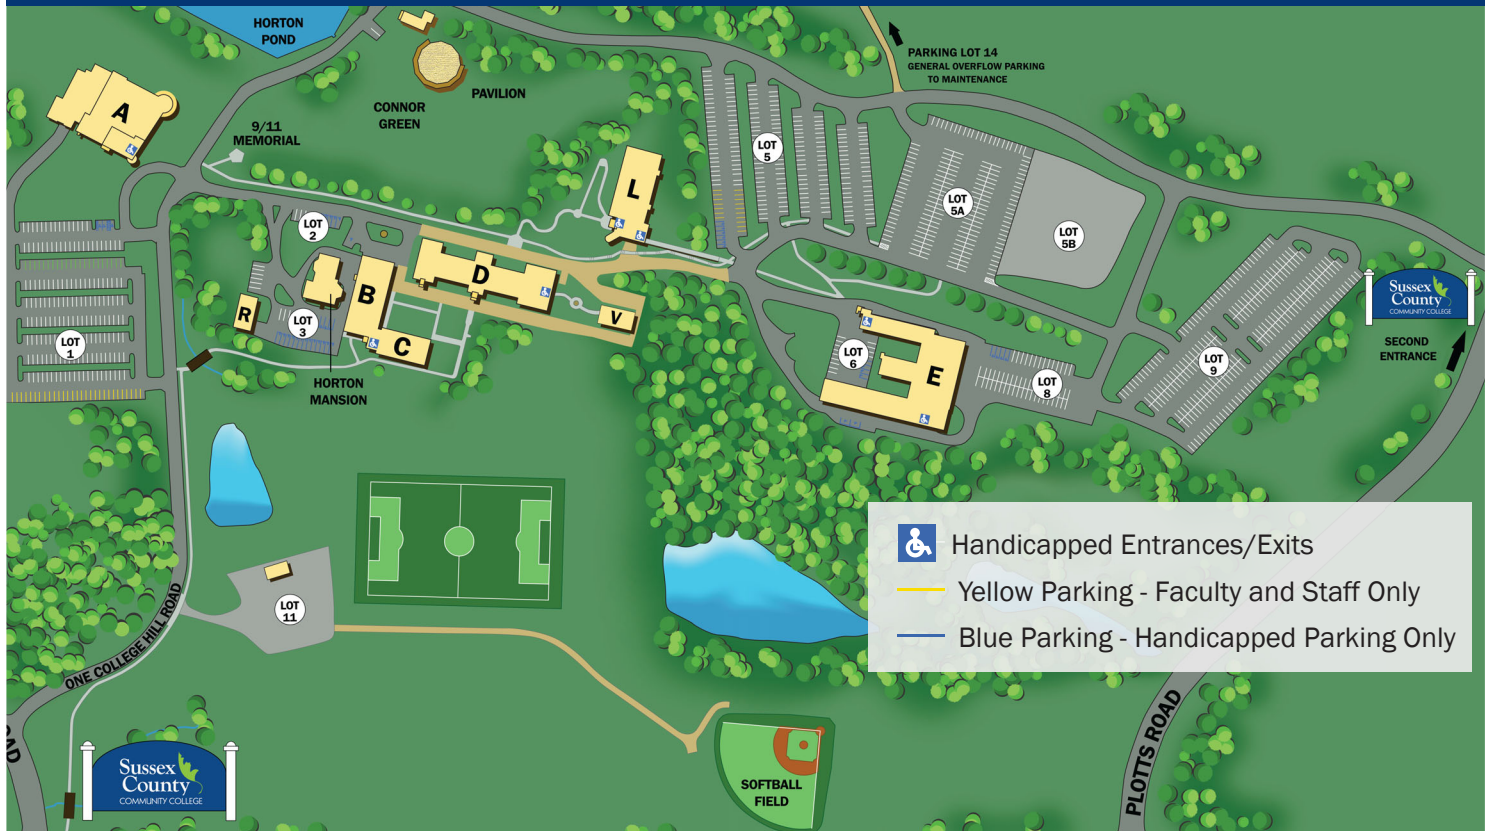 HORTON
POND
PARKING LOT 14
GENERAL OVERFLOW PARKING
TO MAINTENANCE
PAVILION
CONNOR
GREEN
A
9/11
MEMORIAL
LOT
5
L
LOT
5A
LOT
2
LOT
5B
D
B
R
LOT
3
V
C
LOT
1
HORTON
MANSION
LOT
6
E
LOT
8
LOT
9
Sussex
County
COMMUNITY COLLEGE
SECOND
ENTRANCE
Handicapped Entrances/Exits
Yellow Parking - Faculty and Staff Only
Blue Parking - Handicapped Parking Only
LOT
11
ONE COLLEGE HILL ROAD
PLOTTS ROAD
SOFTBALL
FIELD
Sussex
County
COMMUNITY COLLEGE